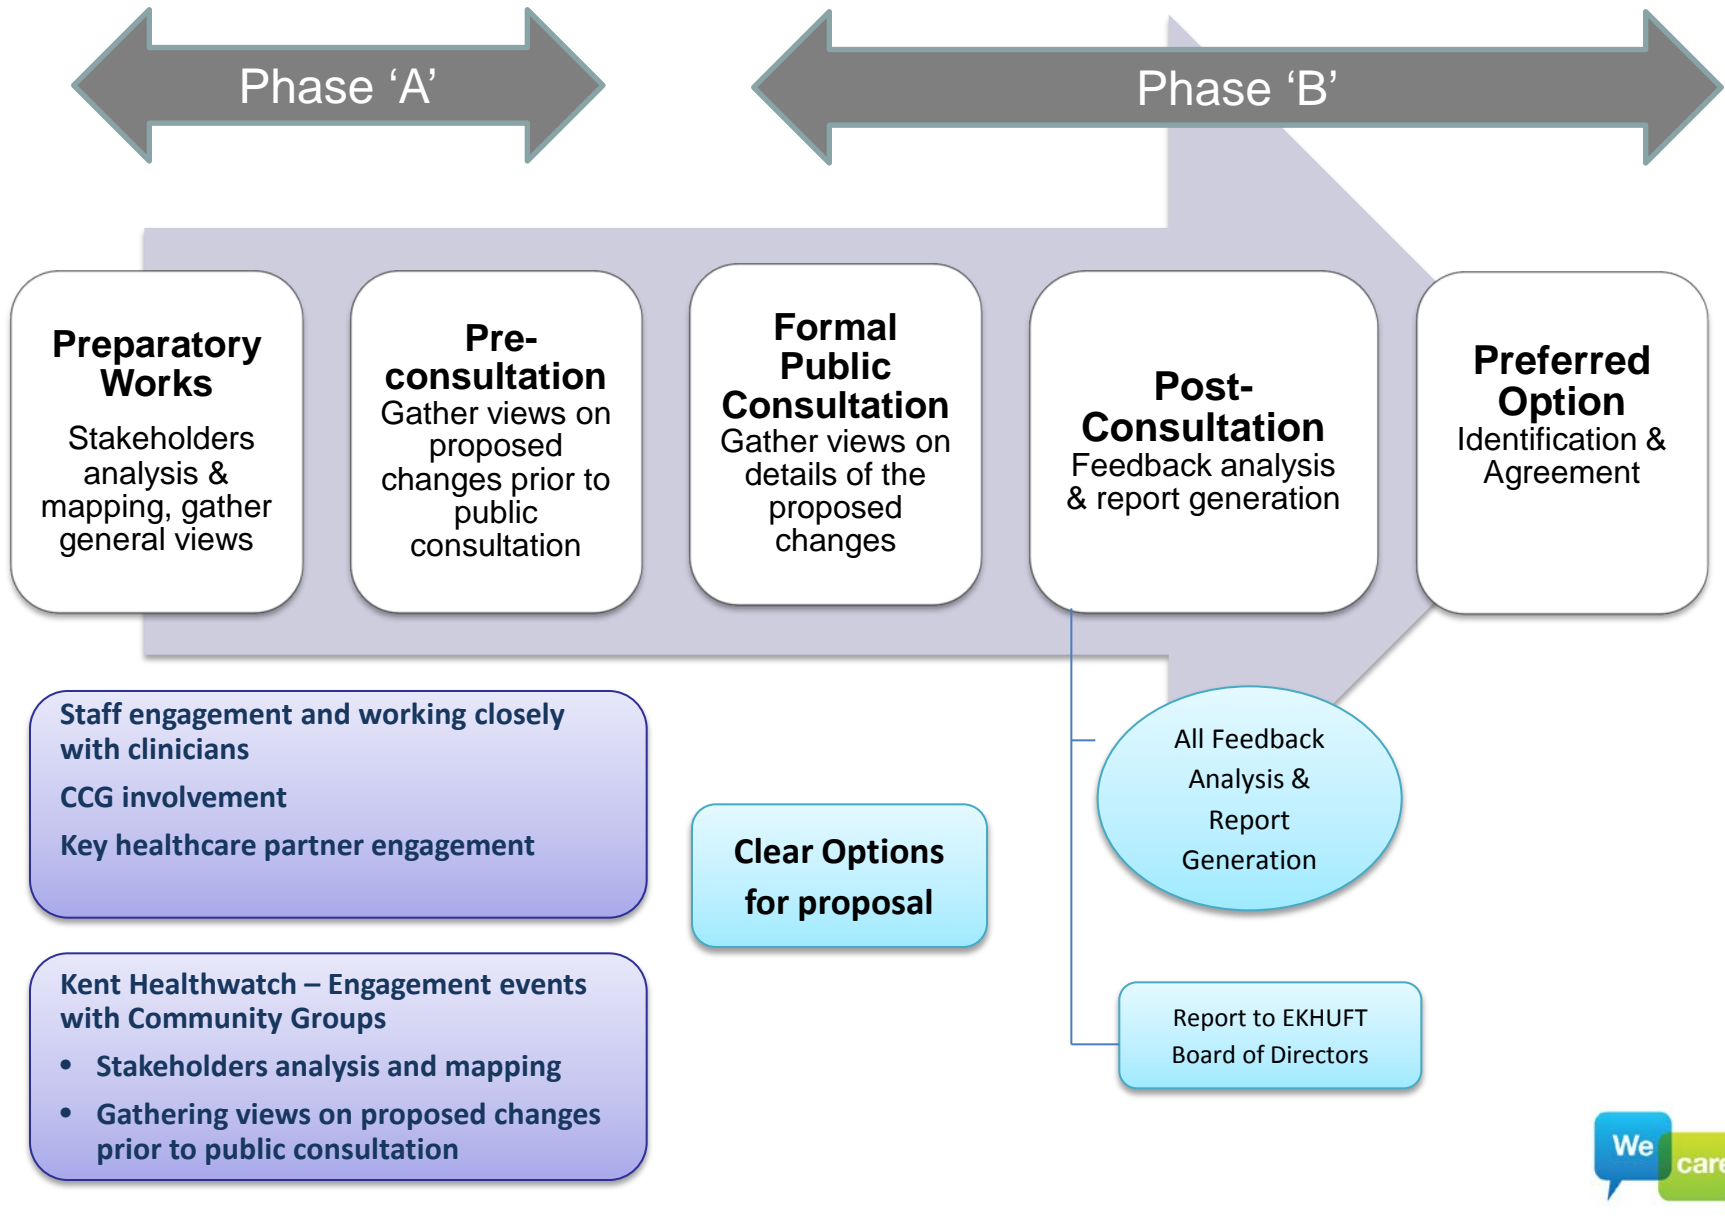 Phase ‘A’
Phase ‘B’
Preparatory
Works
Stakeholders
analysis &
mapping, gather
general views
Pre-
consultation
Gather views on
proposed
changes prior to
public
consultation
Formal
Public
Consultation
Gather views on
details of the
proposed
changes
Post-
Consultation
Feedback analysis
& report generation
Preferred
Option
Identification &
Agreement
Staff engagement and working closely
with clinicians
CCG involvement
Key healthcare partner engagement
Kent Healthwatch – Engagement events
with Community Groups
• Stakeholders analysis and mapping
• Gathering views on proposed changes
prior to public consultation
Clear Options
for proposal
All Feedback
Analysis &
Report
Generation
Report to EKHUFT
Board of Directors
We
care